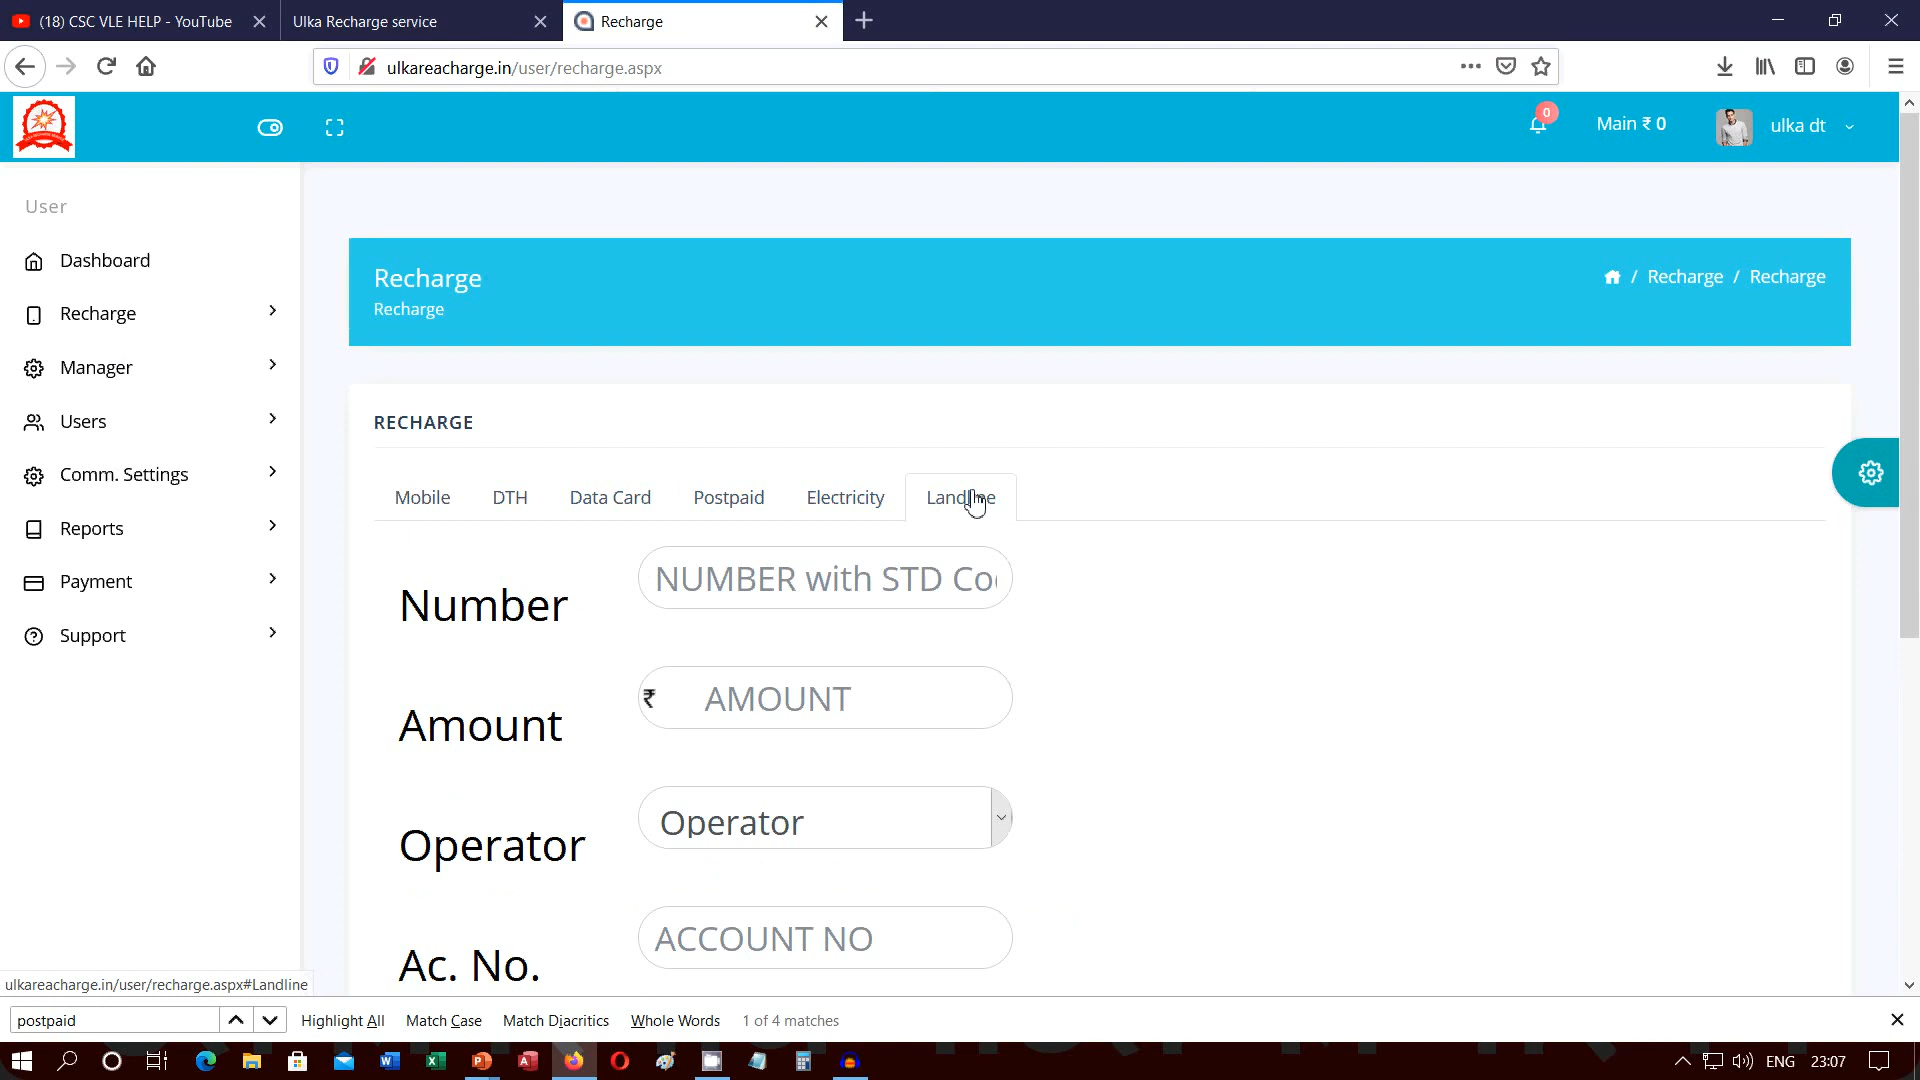 (18) CSC VLE HELP - YouTube
Ulka Recharge service
Recharge
ulkareacharge.in/user/recharge.aspx
0
Main ₹ 0
ulka dt
User
Dashboard
Recharge
Manager
Users
Comm. Settings
Reports
Payment
Support
Recharge
Recharge
/ Recharge / Recharge
RECHARGE
Mobile
DTH
Data Card
Postpaid
Electricity
Landline
Number
NUMBER with STD Co
Amount
₹ AMOUNT
Operator
Operator
Ac. No.
ACCOUNT NO
ulkareacharge.in/user/recharge.aspx#Landline
postpaid
Highlight All
Match Case
Match Diacritics
Whole Words
1 of 4 matches
ENG
23:07